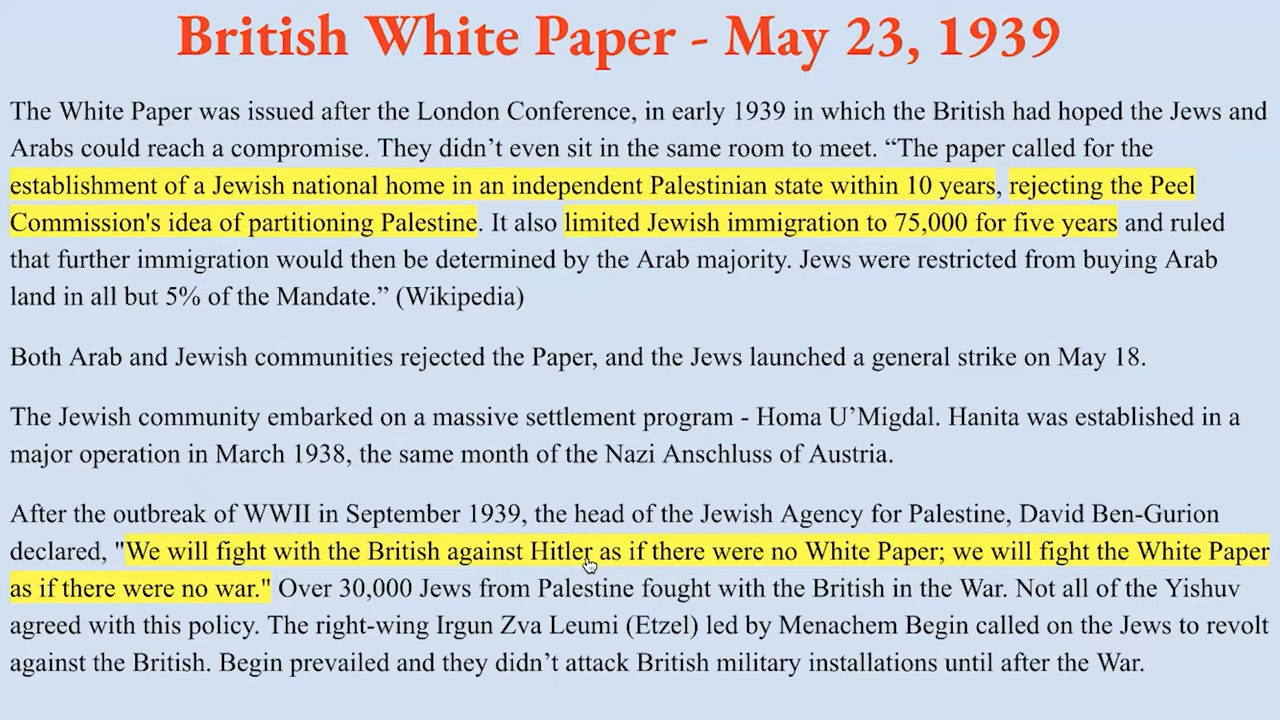 British White Paper - May 23, 1939
The White Paper was issued after the London Conference, in early 1939 in which the British had hoped the Jews and
Arabs could reach a compromise. They didn’t even sit in the same room to meet. “The paper called for the
establishment of a Jewish national home in an independent Palestinian state within 10 years, rejecting the Peel
Commission's idea of partitioning Palestine. It also limited Jewish immigration to 75,000 for five years and ruled
that further immigration would then be determined by the Arab majority. Jews were restricted from buying Arab
land in all but 5% of the Mandate.” (Wikipedia)
Both Arab and Jewish communities rejected the Paper, and the Jews launched a general strike on May 18.
The Jewish community embarked on a massive settlement program - Homa U’Migdal. Hanita was established in a
major operation in March 1938, the same month of the Nazi Anschluss of Austria.
After the outbreak of WWII in September 1939, the head of the Jewish Agency for Palestine, David Ben-Gurion
declared, "We will fight with the British against Hitler as if there were no White Paper; we will fight the White Paper
as if there were no war." Over 30,000 Jews from Palestine fought with the British in the War. Not all of the Yishuv
agreed with this policy. The right-wing Irgun Zva Leumi (Etzel) led by Menachem Begin called on the Jews to revolt
against the British. Begin prevailed and they didn’t attack British military installations until after the War.